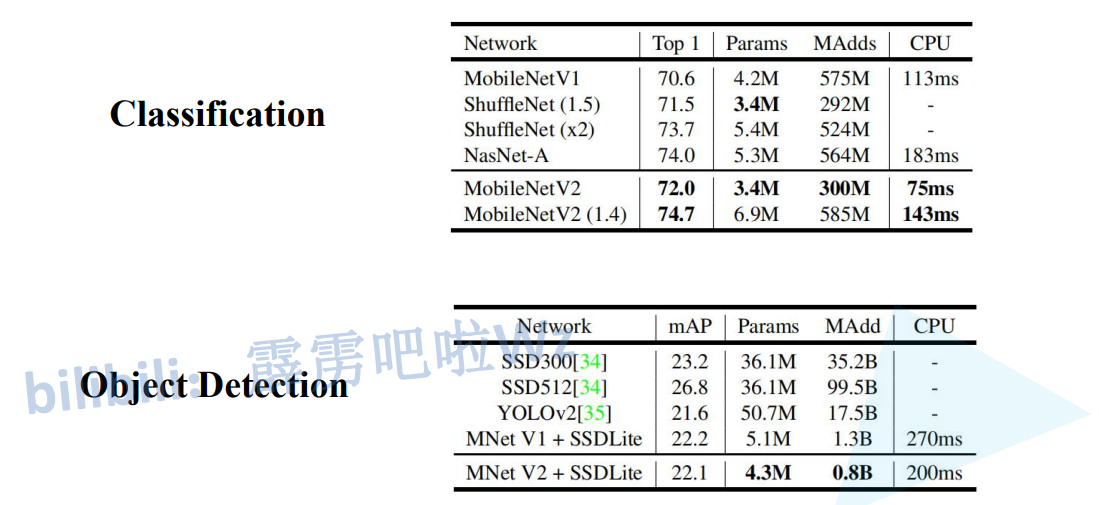 Classification
Network Top 1 Params MAdds CPU
MobileNetV1 70.6 4.2M 575M 113ms
ShuffleNet (1.5) 71.5 3.4M 292M -
ShuffleNet (x2) 73.7 5.4M 524M -
NasNet-A 74.0 5.3M 564M 183ms
MobileNetV2 72.0 3.4M 300M 75ms
MobileNetV2 (1.4) 74.7 6.9M 585M 143ms
Object Detection
Network mAP Params MAdd CPU
SSD300[34] 23.2 36.1M 35.2B -
SSD512[34] 26.8 36.1M 99.5B -
YOLOv2[35] 21.6 50.7M 17.5B -
MNet V1 + SSDLite 22.2 5.1M 1.3B 270ms
MNet V2 + SSDLite 22.1 4.3M 0.8B 200ms
bilibili: 霹雳吧啦Wz